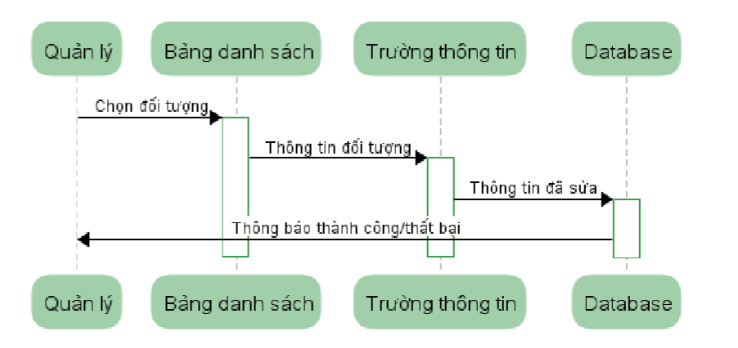 Quản lý
Bảng danh sách
Trường thông tin
Database
Chọn đối tượng
Thông tin đối tượng
Thông tin đã sửa
Thông báo thành công/thất bại
Quản lý
Bảng danh sách
Trường thông tin
Database